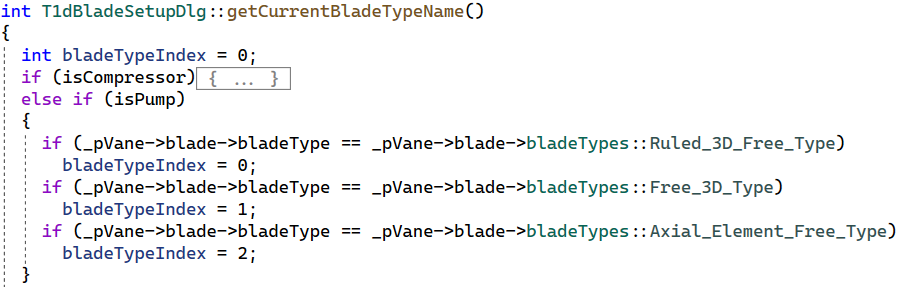 int T1dBladeSetupDlg::getCurrentBladeTypeName()
{
  int bladeTypeIndex = 0;
  if (isCompressor){ ... }
  else if (isPump)
  {
    if (_pVane->blade->bladeType == _pVane->blade->bladeTypes::Ruled_3D_Free_Type)
      bladeTypeIndex = 0;
    if (_pVane->blade->bladeType == _pVane->blade->bladeTypes::Free_3D_Type)
      bladeTypeIndex = 1;
    if (_pVane->blade->bladeType == _pVane->blade->bladeTypes::Axial_Element_Free_Type)
      bladeTypeIndex = 2;
  }